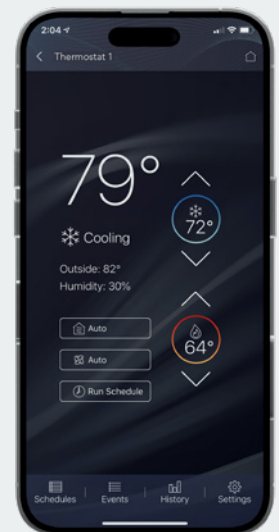 2:04
Thermostat 1
79°
Cooling
72°
Outside: 82°
Humidity: 30%
Auto
64°
Auto
Run Schedule
Schedules
Events
History
Settings